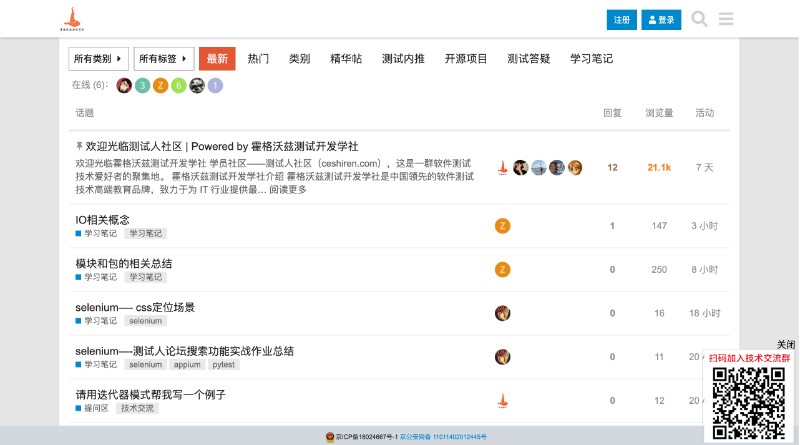 注册
登录
所有类别
所有标签
最新
热门
类别
精华帖
测试内推
开源项目
测试答疑
学习笔记
在线 (6):
3
Z
6
1
话题
回复
浏览量
活动
欢迎光临测试人社区 | Powered by 霍格沃兹测试开发学社
欢迎光临霍格沃兹测试开发学社 学员社区——测试人社区（ceshiren.com），这是一群软件测试
技术爱好者的聚集地。 霍格沃兹测试开发学社介绍 霍格沃兹测试开发学社是中国领先的软件测试
技术高端教育品牌，致力于为 IT 行业提供最… 阅读更多
12
21.1k
7 天
IO相关概念
学习笔记
学习笔记
Z
1
147
3 小时
模块和包的相关总结
学习笔记
学习笔记
Z
0
250
8 小时
selenium—- css定位场景
学习笔记
selenium
0
16
18 小时
selenium—-测试人论坛搜索功能实战作业总结
学习笔记
selenium
appium
pytest
0
11
20
请用迭代器模式帮我写一个例子
提问区
技术交流
0
12
20
关闭
扫码加入技术交流群
京ICP备18024667号-1 京公安网备 11011402012445号